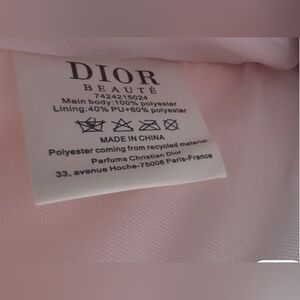 DIOR
BEAUTÉ
7424215024
Main body:100% polyester
Lining:40% PU+60% polyester
MADE IN CHINA
Polyester coming from recycled material
Parfums Christian Dior
33, avenue Hoche-75008 Paris-France